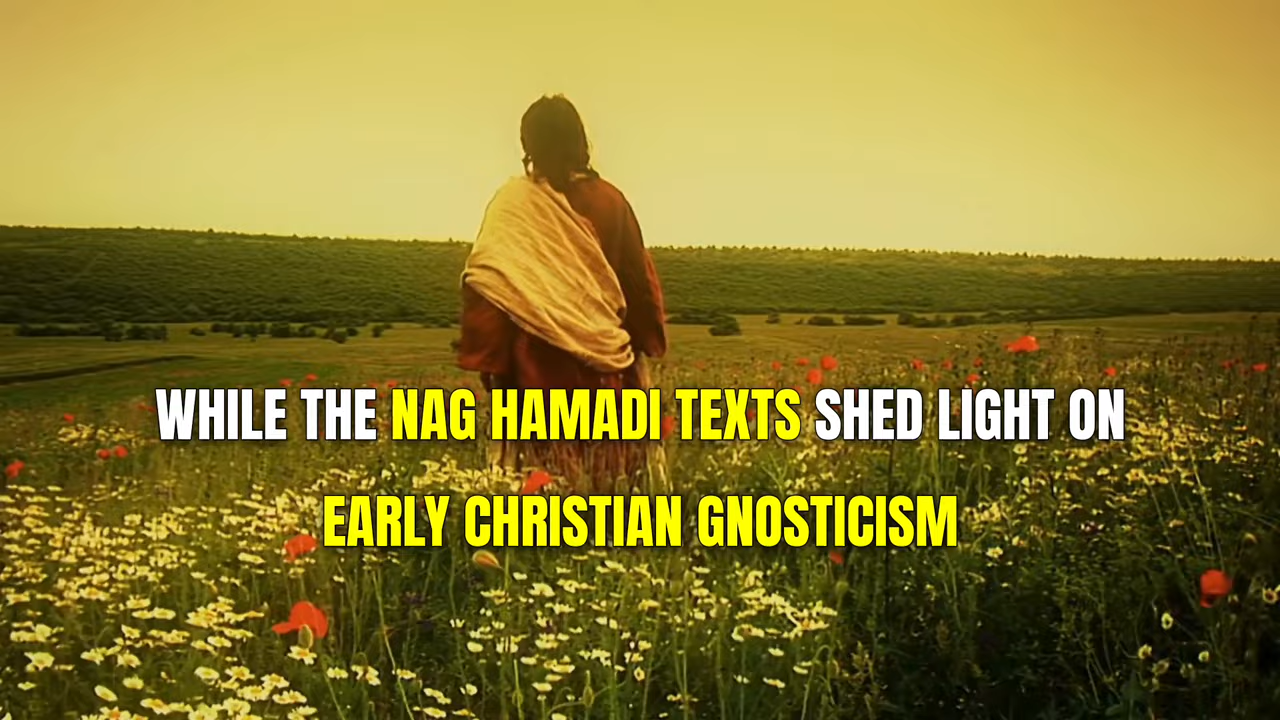 WHILE THE NAG HAMADI TEXTS SHED LIGHT ON
EARLY CHRISTIAN GNOSTICISM